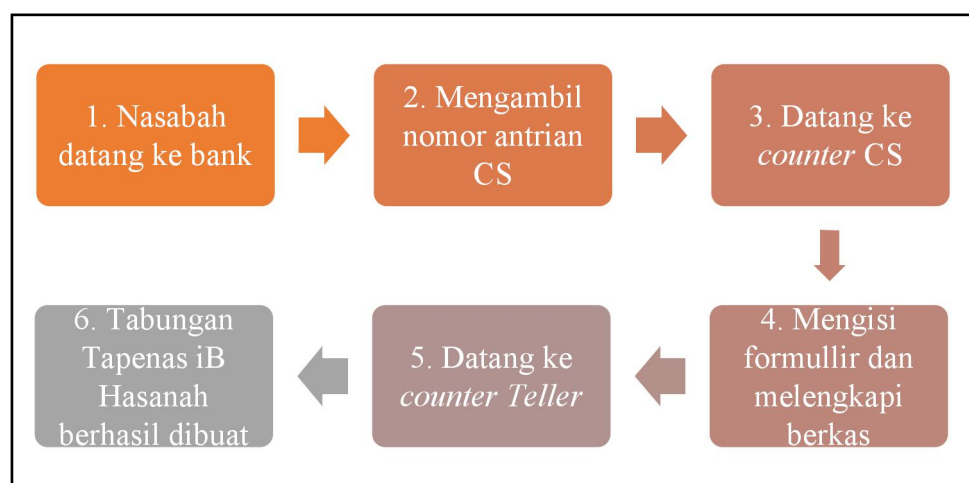 1. Nasabah
datang ke bank
2. Mengambil
nomor antrian
CS
3. Datang ke
counter CS
4. Mengisi
formullir dan
melengkapi
berkas
5. Datang ke
counter Teller
6. Tabungan
Tapenas iB
Hasanah
berhasil dibuat